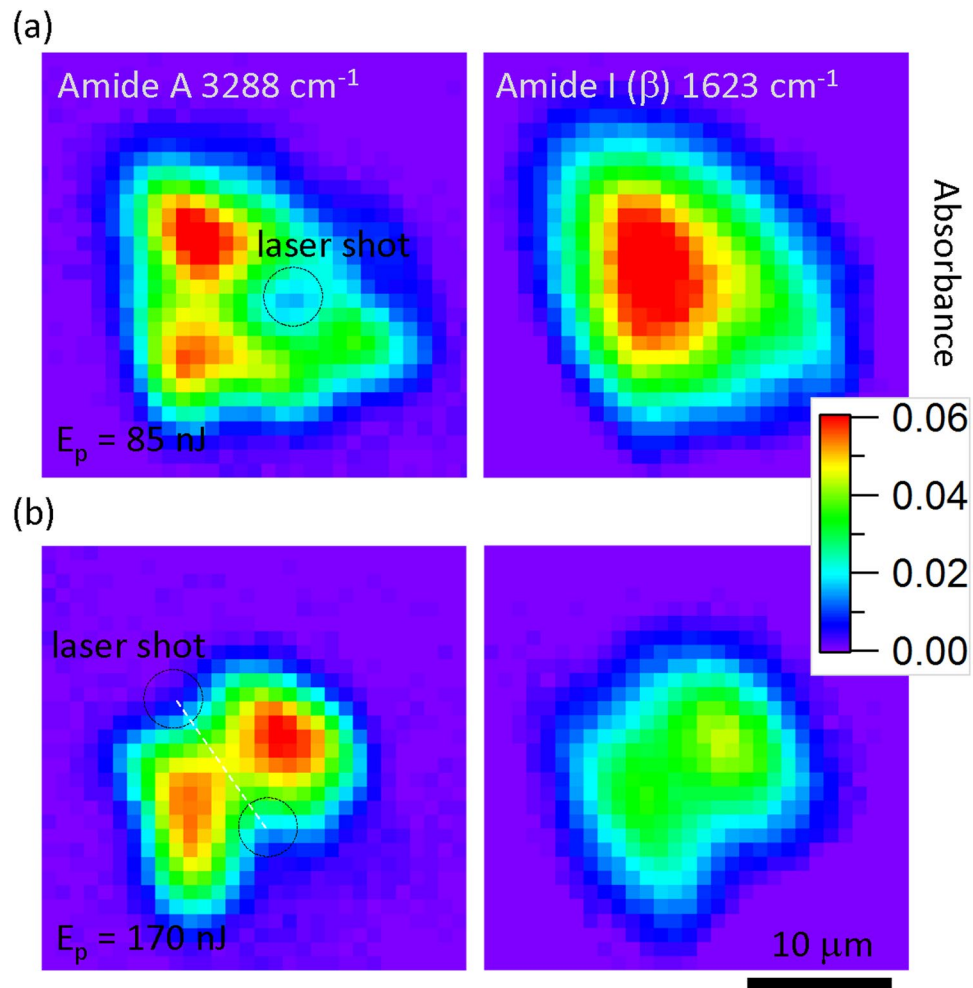 (a)
Amide A 3288 cm⁻¹
Amide I (β) 1623 cm⁻¹
laser shot
Eₚ = 85 nJ
Absorbance
0.06
0.04
0.02
0.00
(b)
laser shot
Eₚ = 170 nJ
10 μm